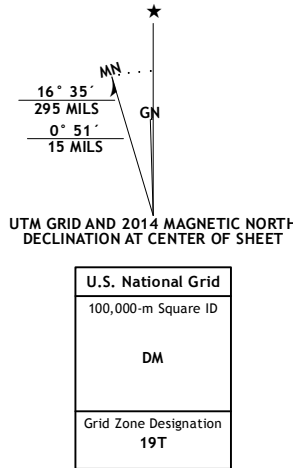 MN
GN
16° 35´
295 MILS
0° 51´
15 MILS
UTM GRID AND 2014 MAGNETIC NORTH
DECLINATION AT CENTER OF SHEET
U.S. National Grid
100,000-m Square ID
DM
Grid Zone Designation
19T